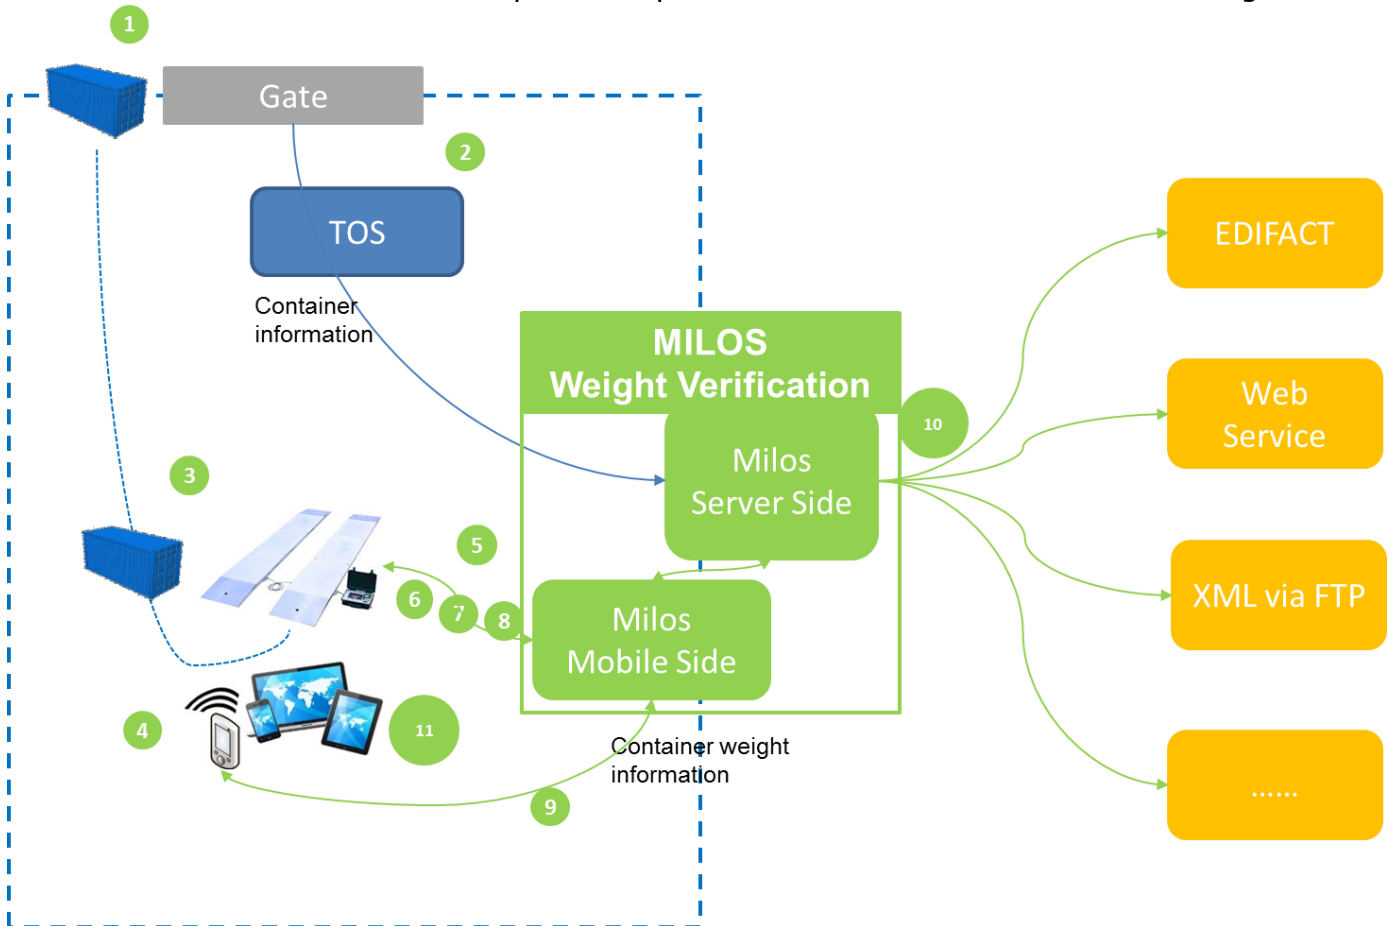 1
Gate
2
TOS
EDIFACT
Container
information
MILOS
Weight Verification
Web
Service
10
Milos
Server Side
3
5
6
7
8
XML via FTP
Milos
Mobile Side
4
11
Container weight
information
9
......